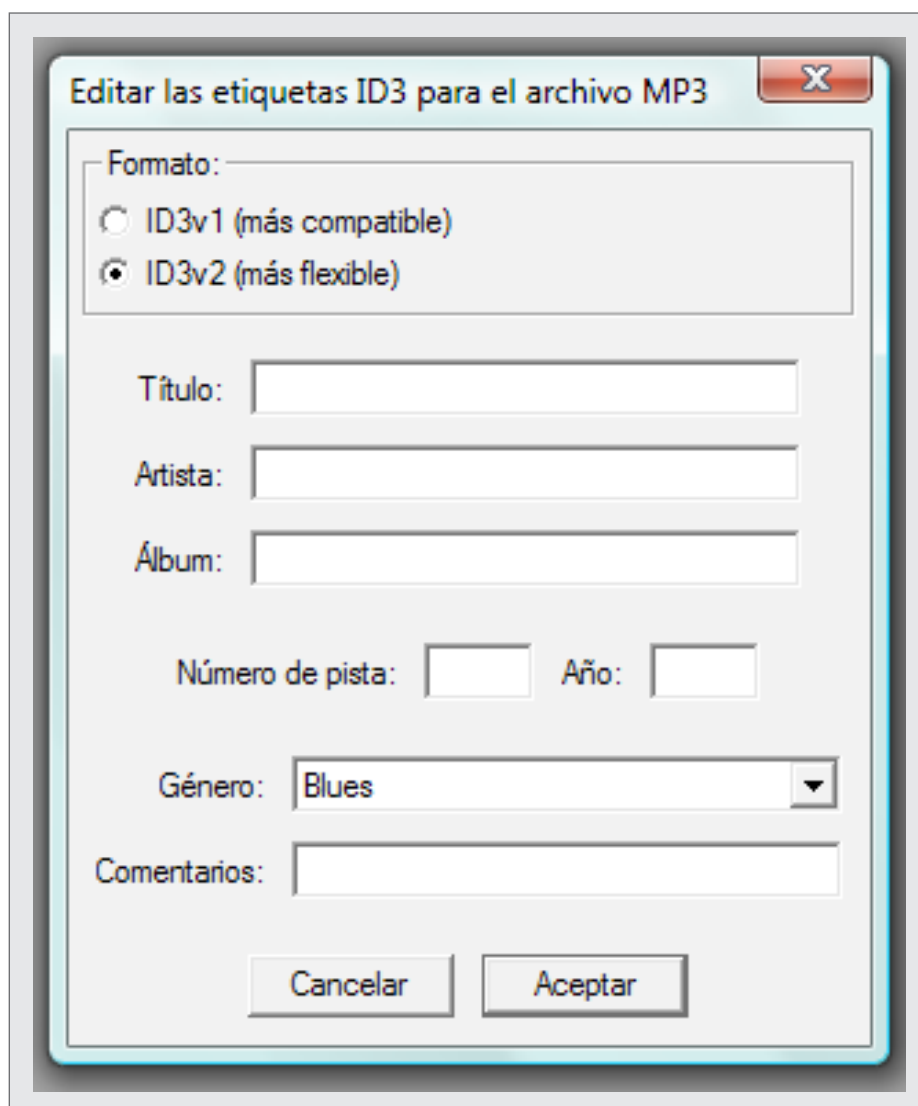 Editar las etiquetas ID3 para el archivo MP3
Formato:
ID3v1 (más compatible)
ID3v2 (más flexible)
Título:
Artista:
Álbum:
Número de pista: Año:
Género: Blues
Comentarios:
Cancelar Aceptar